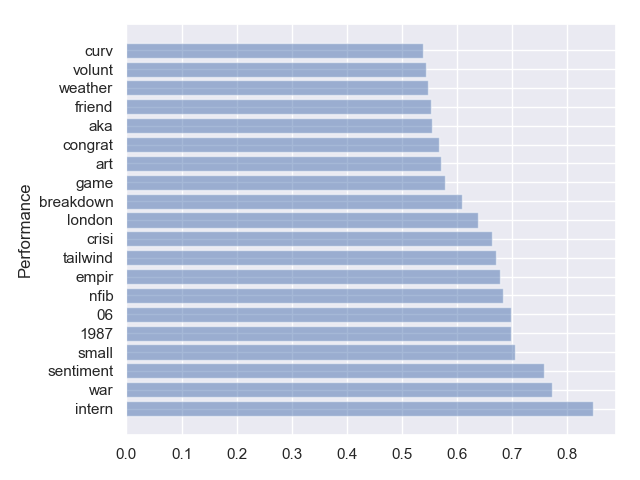 Performance
curv
volunt
weather
friend
aka
congrat
art
game
breakdown
london
crisi
tailwind
empir
nfib
06
1987
small
sentiment
war
intern
0.0 0.1 0.2 0.3 0.4 0.5 0.6 0.7 0.8